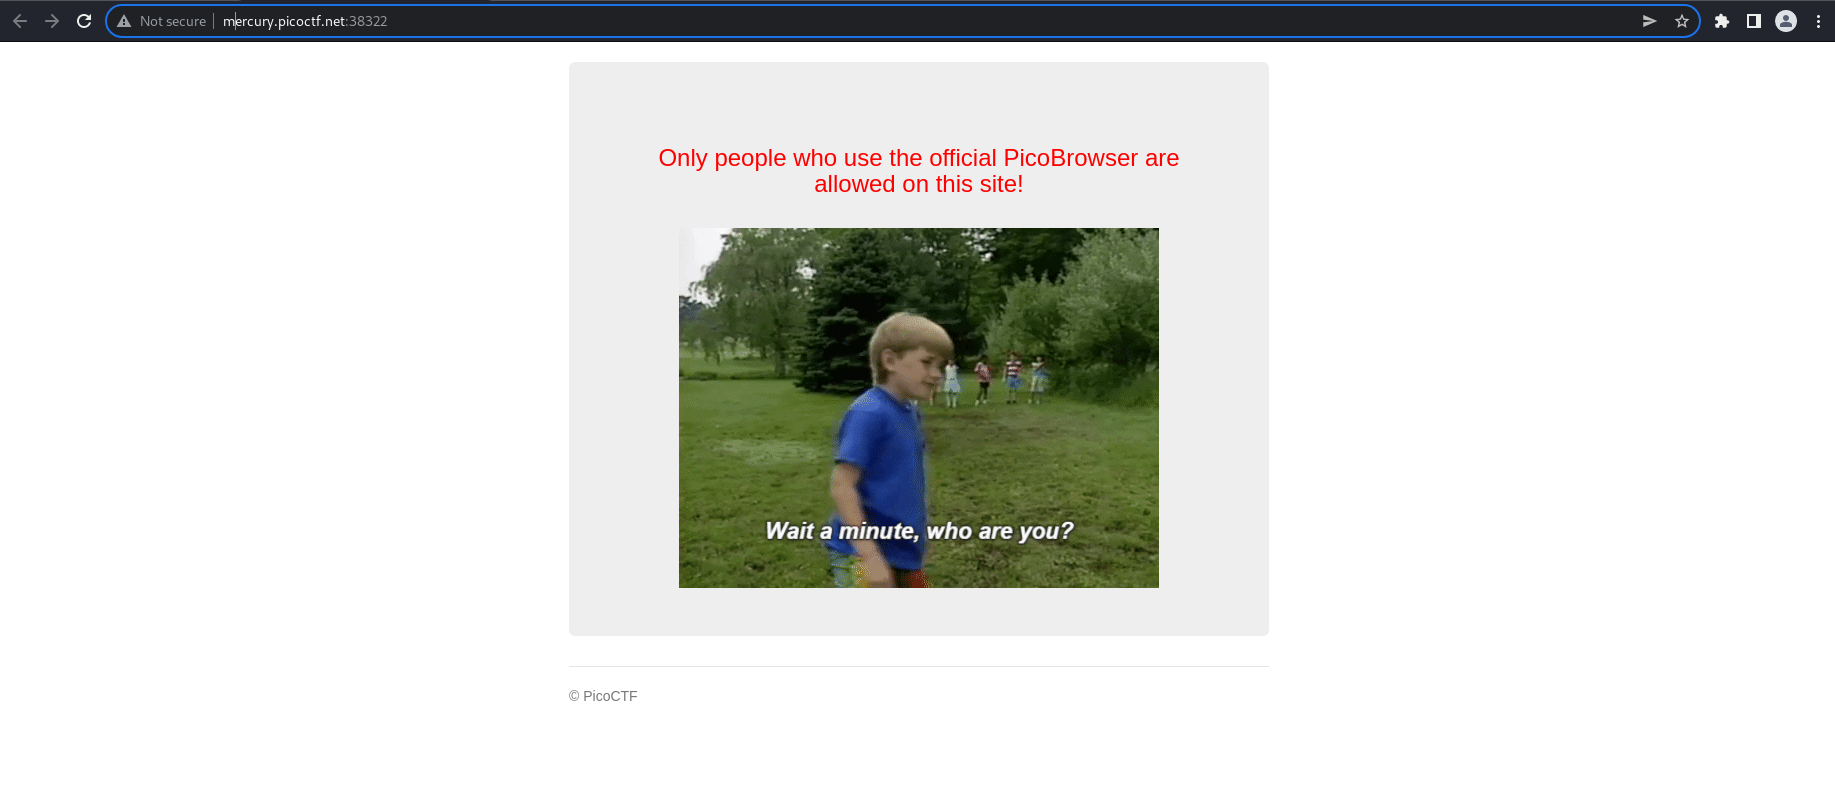 Not secure mercury.picoctf.net:38322
Only people who use the official PicoBrowser are
allowed on this site!
Wait a minute, who are you?
© PicoCTF